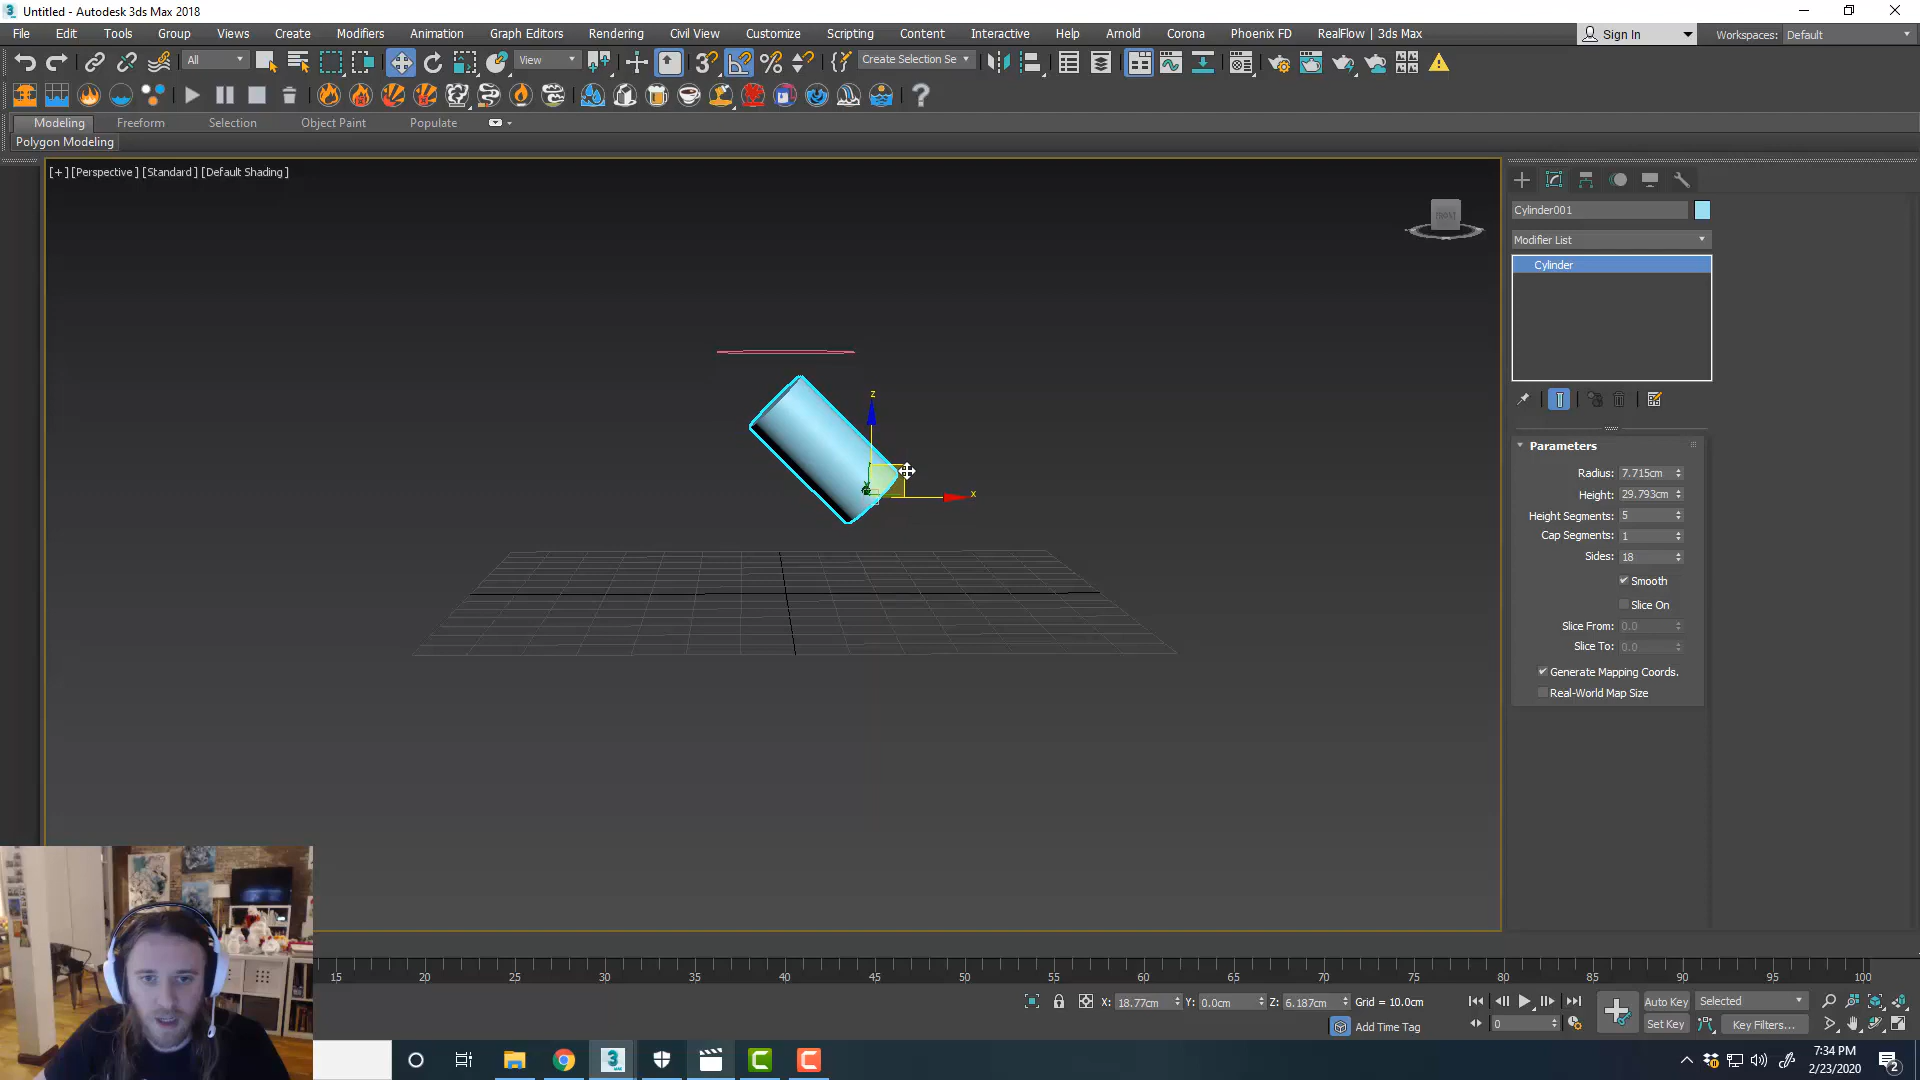 Untitled - Autodesk 3ds Max 2018
File Edit Tools Group Views Create Modifiers Animation Graph Editors Rendering Civil View Customize Scripting Content Interactive Help Arnold Corona Phoenix FD RealFlow | 3ds Max Sign In Workspaces: Default
All View Create Selection Se
Modeling Freeform Selection Object Paint Populate
Polygon Modeling
[+] [Perspective] [Standard] [Default Shading]
Cylinder001
Modifier List
Cylinder
z
x
Parameters
Radius: 7.715cm
Height: 29.793cm
Height Segments: 5
Cap Segments: 1
Sides: 18
Smooth
Slice On
Slice From: 0.0
Slice To: 0.0
Generate Mapping Coords.
Real-World Map Size
15 20 25 30 35 40 45 50 55 60 65 70 75 80 85 90 95 100
X: 18.77cm Y: 0.0cm Z: 6.187cm Grid = 10.0cm Auto Key Selected
Add Time Tag 0 Set Key Key Filters...
7:34 PM
2/23/2020
2